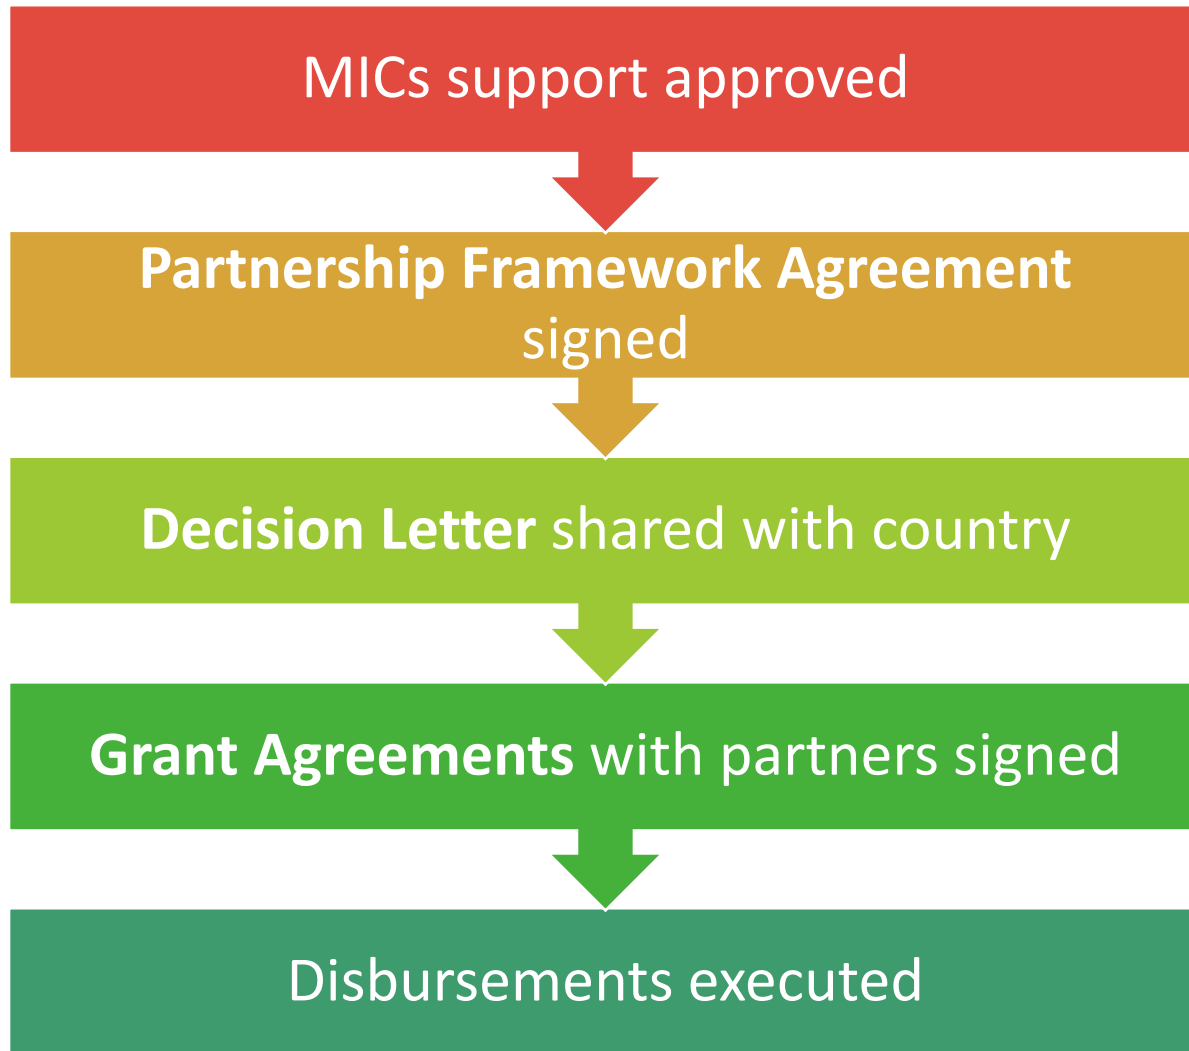 MICs support approved
Partnership Framework Agreement
signed
Decision Letter shared with country
Grant Agreements with partners signed
Disbursements executed